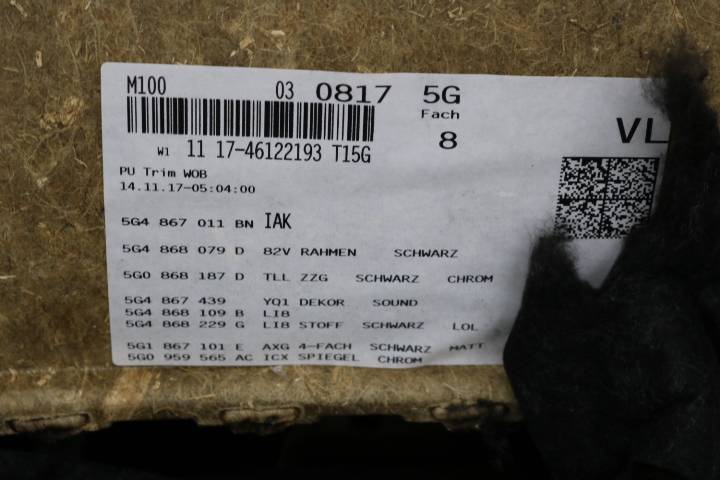 M100 03 0817 5G
Fach
8
VL
W1 11 17-46122193 T15G
PU Trim WOB
14.11.17-05:04:00
5G4 867 011 BN IAK
5G4 868 079 D 82V RAHMEN SCHWARZ
5G0 868 187 D TLL ZZG SCHWARZ CHROM
5G4 867 439 YQ1 DEKOR SOUND
5G4 868 109 B LI8
5G4 868 229 G LI8 STOFF SCHWARZ LOL
5G1 867 101 E AXG 4-FACH SCHWARZ MATT
5G0 959 565 AC ICX SPIEGEL CHROM